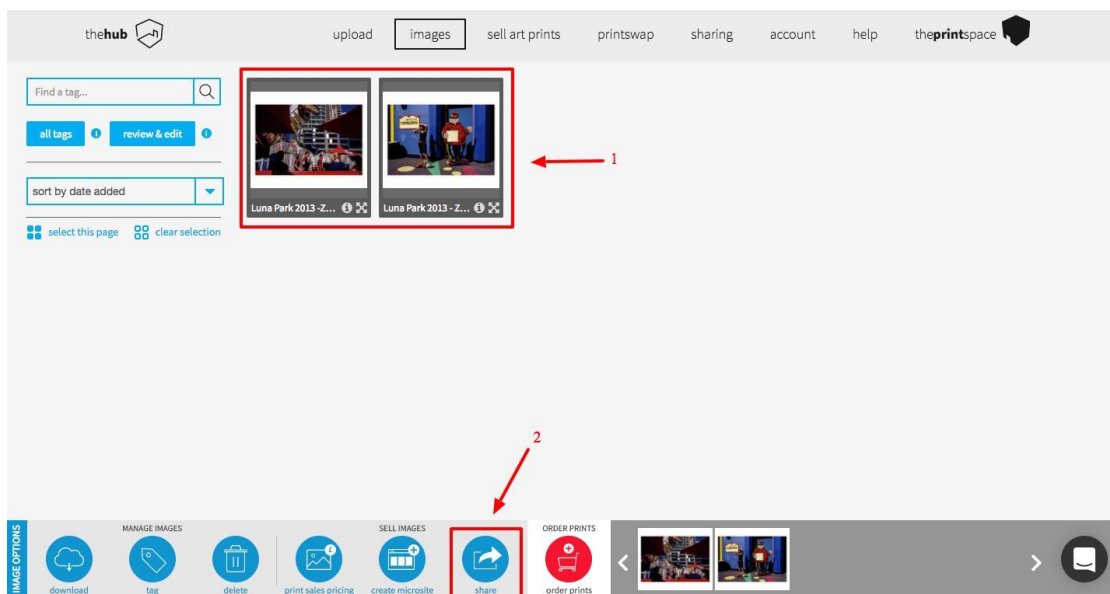 thehub
upload images sell art prints printswap sharing account help theprintspace
Find a tag...
all tags i review & edit i
sort by date added
select this page clear selection
Luna Park 2013 -Z... i
Luna Park 2013 - Z... i
1
2
IMAGE OPTIONS
MANAGE IMAGES
download tag delete
SELL IMAGES
£
print sales pricing create microsite share
ORDER PRINTS
order prints